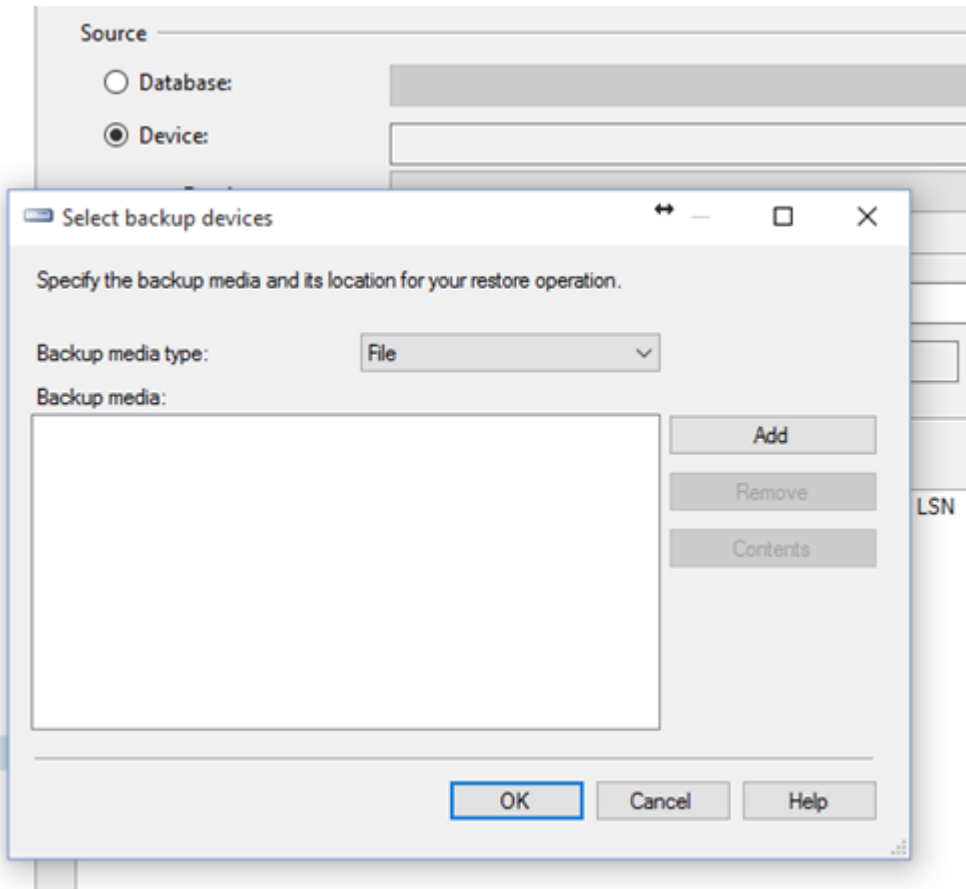 Source
Database:
Device:
Select backup devices
Specify the backup media and its location for your restore operation.
Backup media type: File
Backup media:
Add
Remove
LSN
Contents
OK Cancel Help